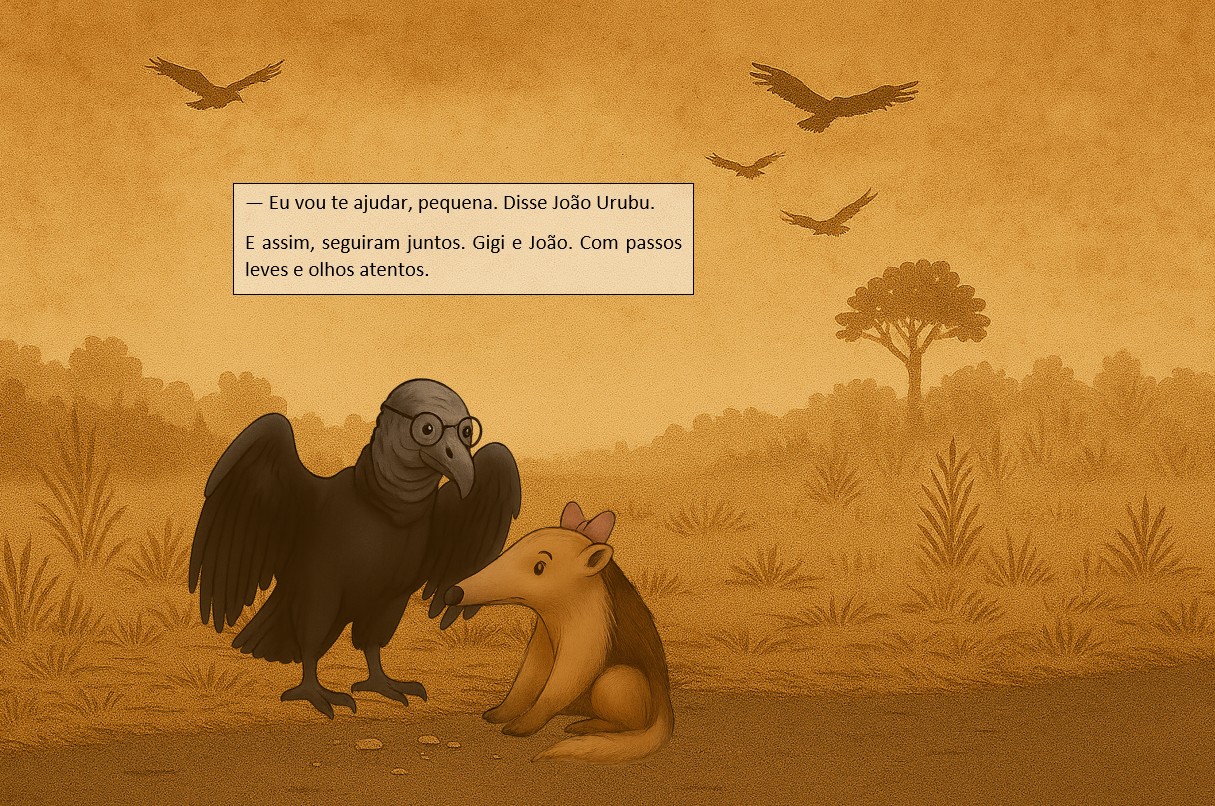 — Eu vou te ajudar, pequena. Disse João Urubu.
E assim, seguiram juntos. Gigi e João. Com passos
leves e olhos atentos.